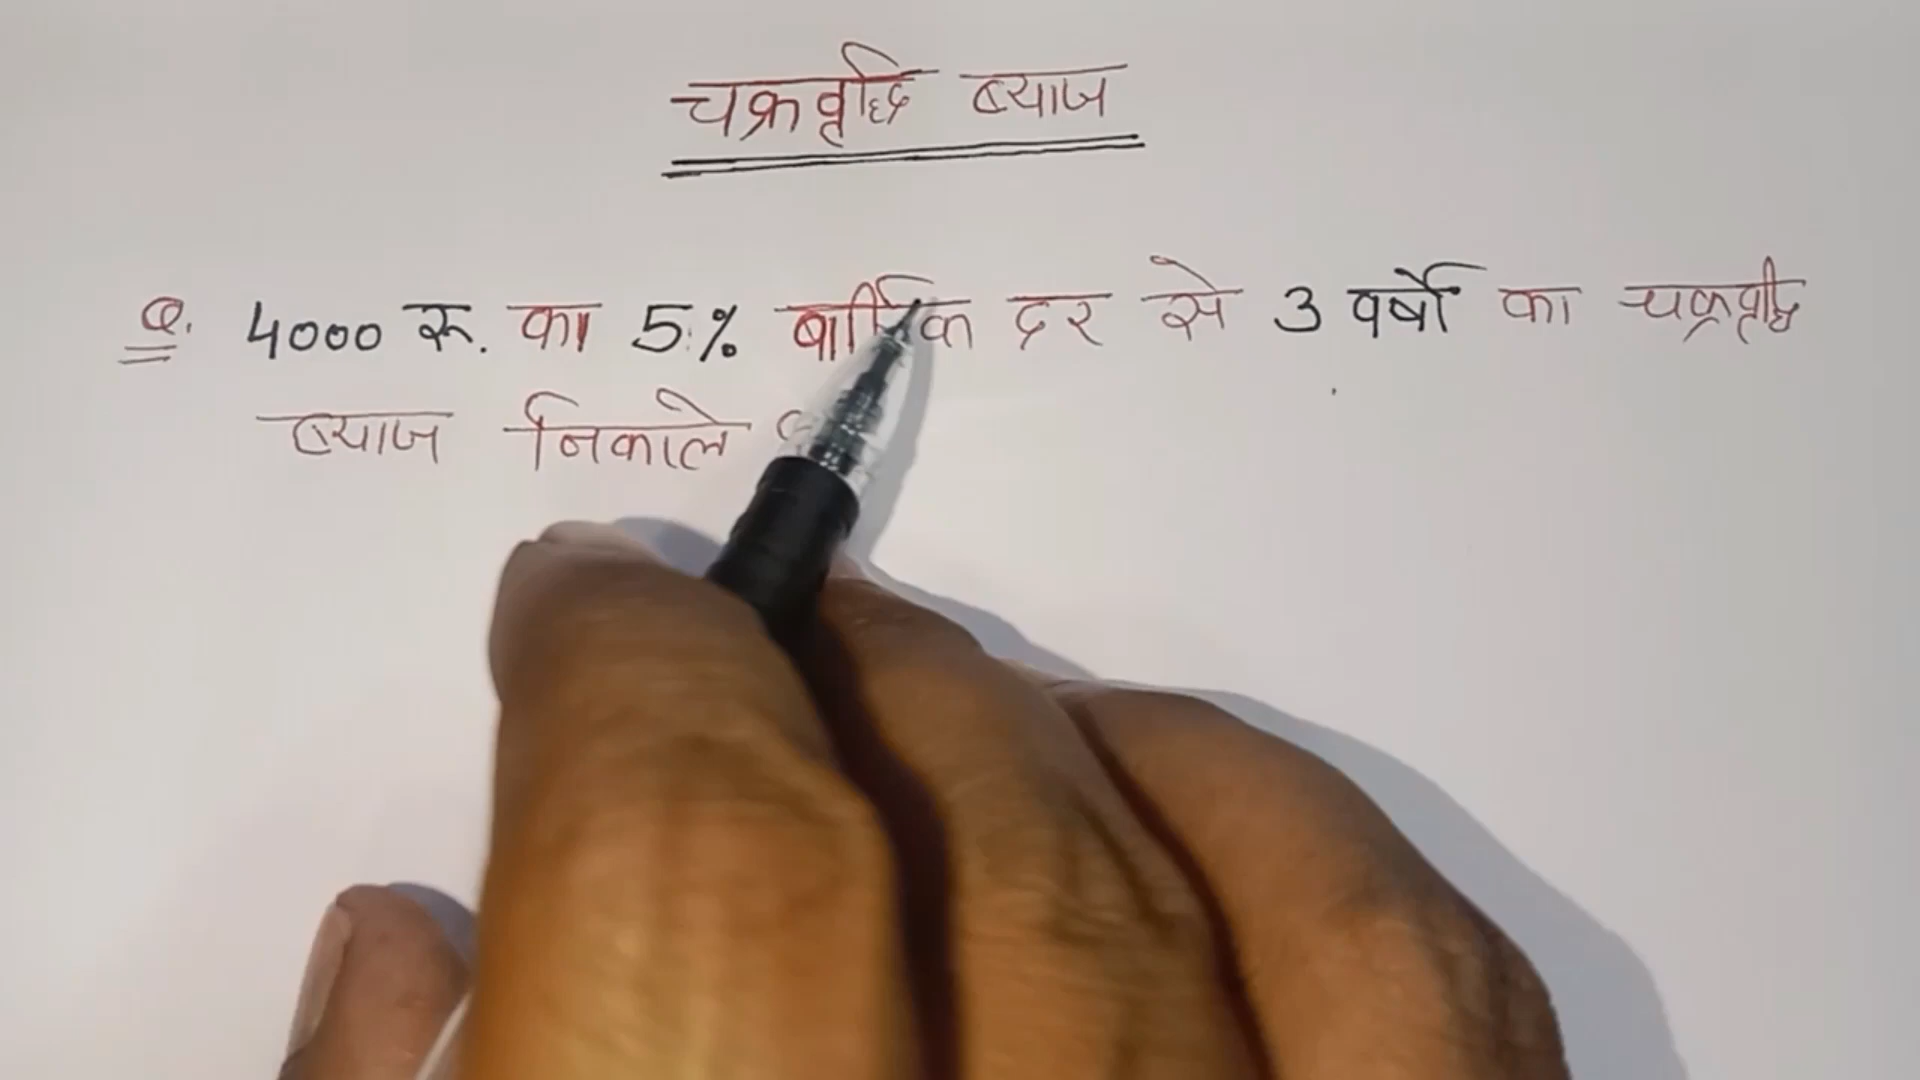 चक्रवृद्धि ब्याज
Q. 4000 रू. का 5% वार्षिक दर से 3 वर्षों का चक्रवृद्धि
ब्याज निकाले